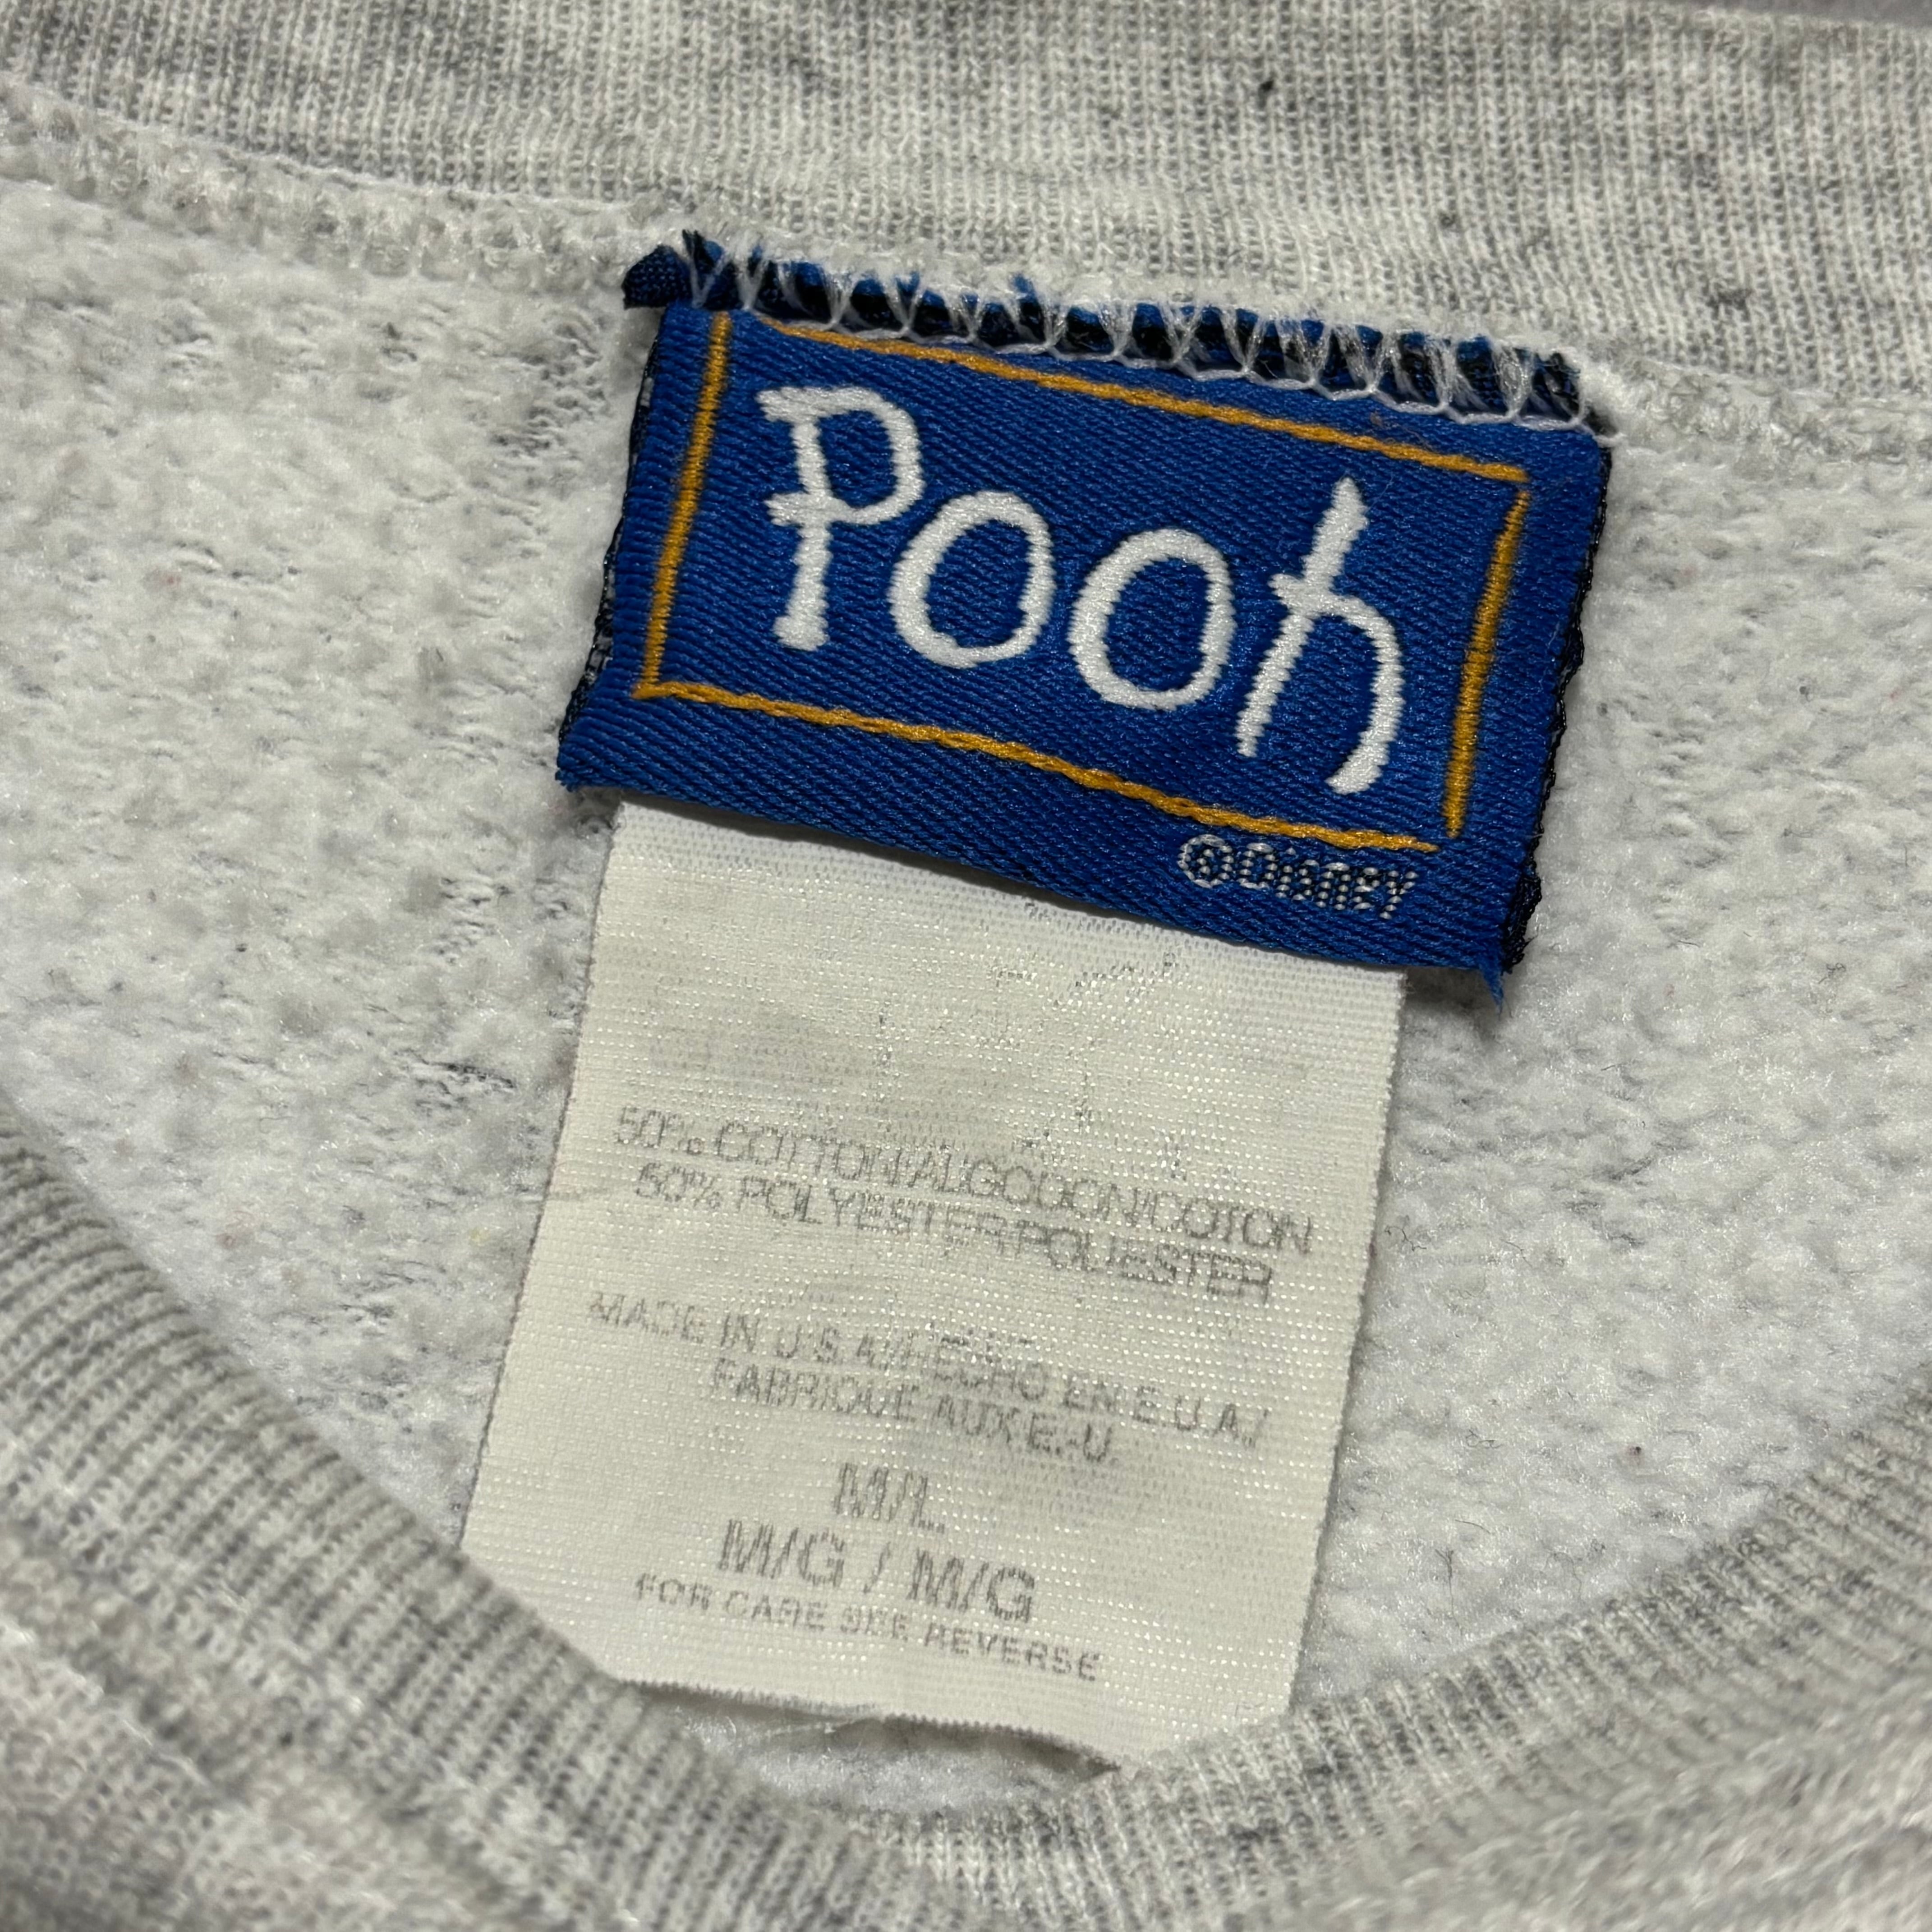 Pooh
©DISNEY
50% COTTON/ALGODON/COTON
50% POLYESTER/POLIESTER
MADE IN U.S.A./HECHO EN E.U.A./
FABRIQUE AUX E.-U.
M/L
M/G / M/G
FOR CARE SEE REVERSE